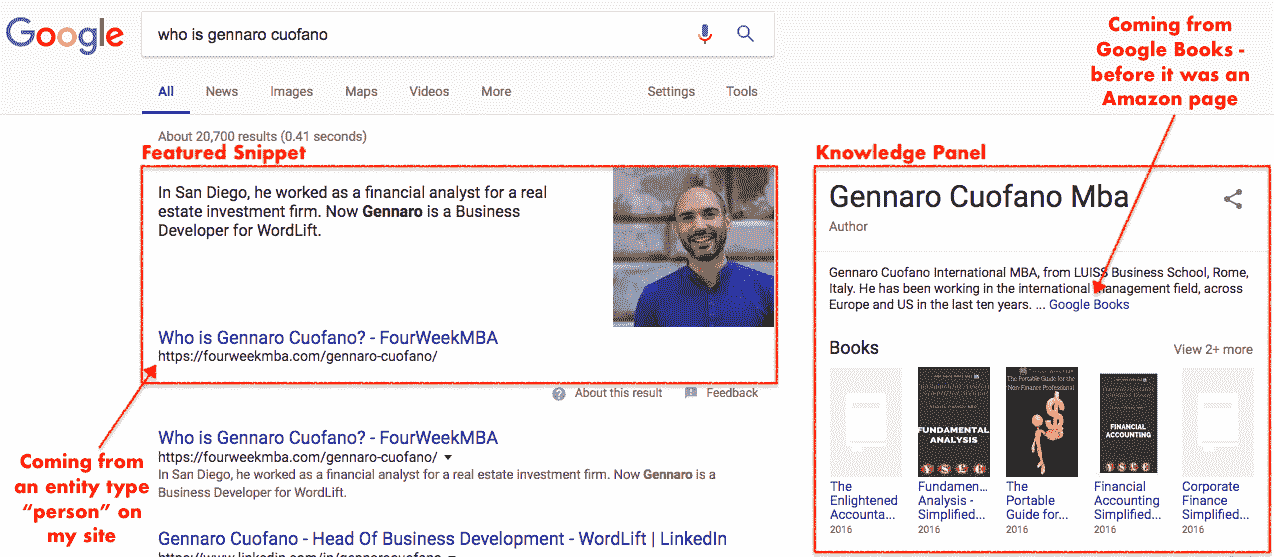 Google
who is gennaro cuofano
Coming from
Google Books -
before it was an
Amazon page
All News Images Maps Videos More Settings Tools
About 20,700 results (0.41 seconds)
Featured Snippet
In San Diego, he worked as a financial analyst for a real
estate investment firm. Now Gennaro is a Business
Developer for WordLift.
Who is Gennaro Cuofano? - FourWeekMBA
https://fourweekmba.com/gennaro-cuofano/
About this result Feedback
Who is Gennaro Cuofano? - FourWeekMBA
https://fourweekmba.com/gennaro-cuofano/
In San Diego, he worked as a financial analyst for a real estate investment firm. Now Gennaro is a
Business Developer for WordLift.
Coming from
an entity type
“person” on
my site
Gennaro Cuofano - Head Of Business Development - WordLift | LinkedIn
https://www.linkedin.com/in/gennarocuofano
Knowledge Panel
Gennaro Cuofano Mba
Author
Gennaro Cuofano International MBA, from LUISS Business School, Rome,
Italy. He has been working in the international management field, across
Europe and US in the last ten years. ... Google Books
Books View 2+ more
FUNDAMENTAL
ANALYSIS
The Portable Guide for the
Non-Finance Professional
FINANCIAL
ACCOUNTING
The
Enlightened
Accounta...
2016
Fundamen...
Analysis -
Simplified...
2016
The
Portable
Guide for...
2016
Financial
Accounting
Simplified...
2016
Corporate
Finance
Simplified...
2016